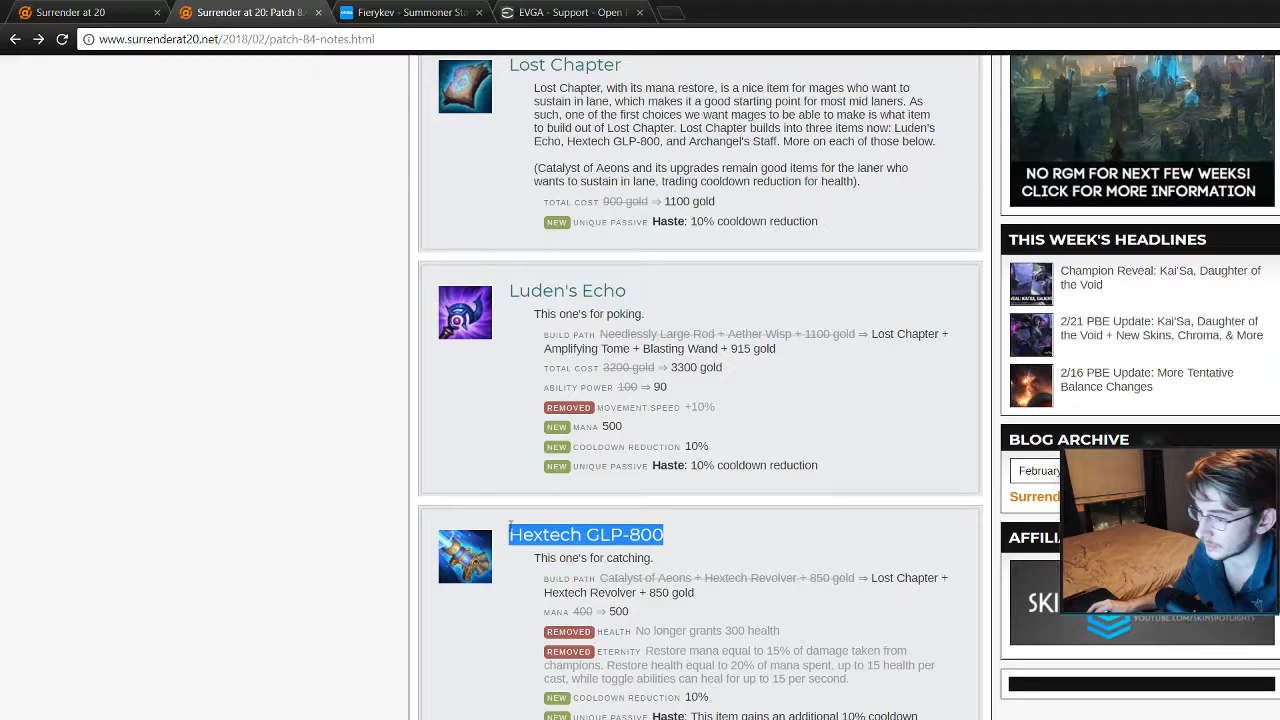 Surrender at 20
Surrender at 20: Patch 8.
Fierykev - Summoner Sta
EVGA - Support - Open
www.surrenderat20.net/2018/02/patch-84-notes.html
Lost Chapter
Lost Chapter, with its mana restore, is a nice item for mages who want to
sustain in lane, which makes it a good starting point for most mid laners. As
such, one of the first choices we want mages to be able to make is what item
to build out of Lost Chapter. Lost Chapter builds into three items now: Luden's
Echo, Hextech GLP-800, and Archangel's Staff. More on each of those below.
(Catalyst of Aeons and its upgrades remain good items for the laner who
wants to sustain in lane, trading cooldown reduction for health).
TOTAL COST 900 gold ⇒ 1100 gold
NEW UNIQUE PASSIVE Haste: 10% cooldown reduction
Luden's Echo
This one's for poking.
BUILD PATH Needlessly Large Rod + Aether Wisp + 1100 gold ⇒ Lost Chapter +
Amplifying Tome + Blasting Wand + 915 gold
TOTAL COST 3200 gold ⇒ 3300 gold
ABILITY POWER 100 ⇒ 90
REMOVED MOVEMENT SPEED +10%
NEW MANA 500
NEW COOLDOWN REDUCTION 10%
NEW UNIQUE PASSIVE Haste: 10% cooldown reduction
Hextech GLP-800
This one's for catching.
BUILD PATH Catalyst of Aeons + Hextech Revolver + 850 gold ⇒ Lost Chapter +
Hextech Revolver + 850 gold
MANA 400 ⇒ 500
REMOVED HEALTH No longer grants 300 health
REMOVED ETERNITY Restore mana equal to 15% of damage taken from
champions. Restore health equal to 20% of mana spent, up to 15 health per
cast, while toggle abilities can heal for up to 15 per second.
NEW COOLDOWN REDUCTION 10%
NEW UNIQUE PASSIVE Haste: This item gains an additional 10% cooldown
NO RGM FOR NEXT FEW WEEKS!
CLICK FOR MORE INFORMATION
THIS WEEK'S HEADLINES
Champion Reveal: Kai'Sa, Daughter of
the Void
2/21 PBE Update: Kai'Sa, Daughter of
the Void + New Skins, Chroma, & More
2/16 PBE Update: More Tentative
Balance Changes
BLOG ARCHIVE
February
Surrend
AFFILI
SKI
YOUTUBE.COM/SKINSPOTLIGHTS